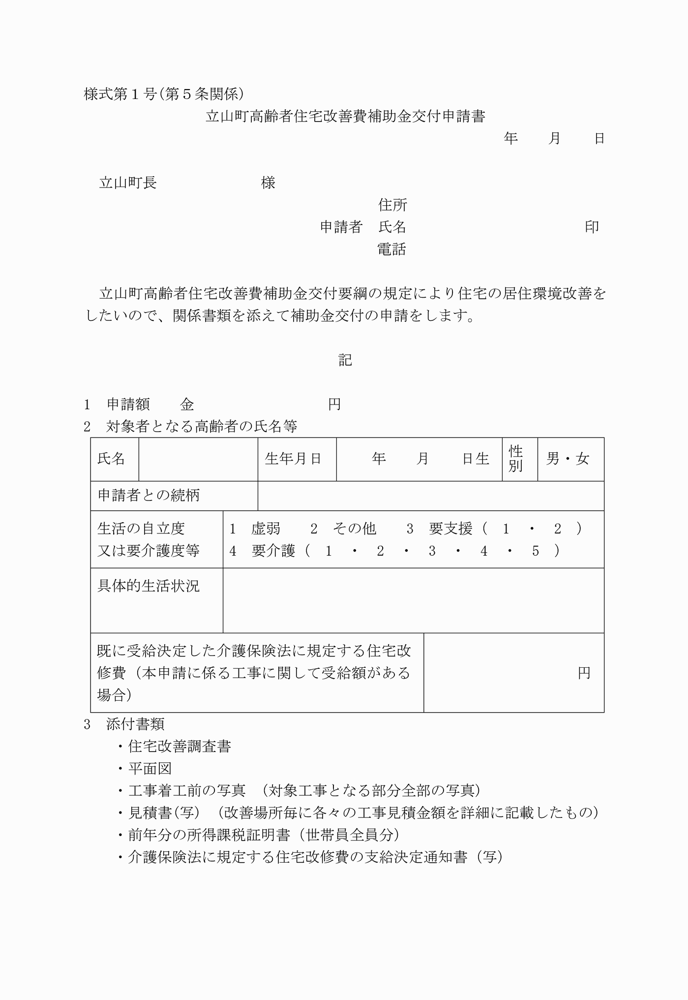 様式第１号（第５条関係）
立山町高齢者住宅改善費補助金交付申請書
年　　月　　日
立山町長　　　　　　　様
住所
申請者　氏名　　　　　　　　　　　　印
電話
立山町高齢者住宅改善費補助金交付要綱の規定により住宅の居住環境改善を
したいので、関係書類を添えて補助金交付の申請をします。
記
1　申請額　　金　　　　　　　　　円
2　対象者となる高齢者の氏名等
氏名　生年月日　年　　月　　日生　性別　男・女
申請者との続柄
生活の自立度
又は要介護度等
1　虚弱　　2　その他　　3　要支援（　1　・　2　）
4　要介護（　1　・　2　・　3　・　4　・　5　）
具体的生活状況
既に受給決定した介護保険法に規定する住宅改
修費（本申請に係る工事に関して受給額がある
場合）
円
3　添付書類
・住宅改善調査書
・平面図
・工事着工前の写真　（対象工事となる部分全部の写真）
・見積書（写）　（改善場所毎に各々の工事見積金額を詳細に記載したもの）
・前年分の所得課税証明書（世帯員全員分）
・介護保険法に規定する住宅改修費の支給決定通知書（写）